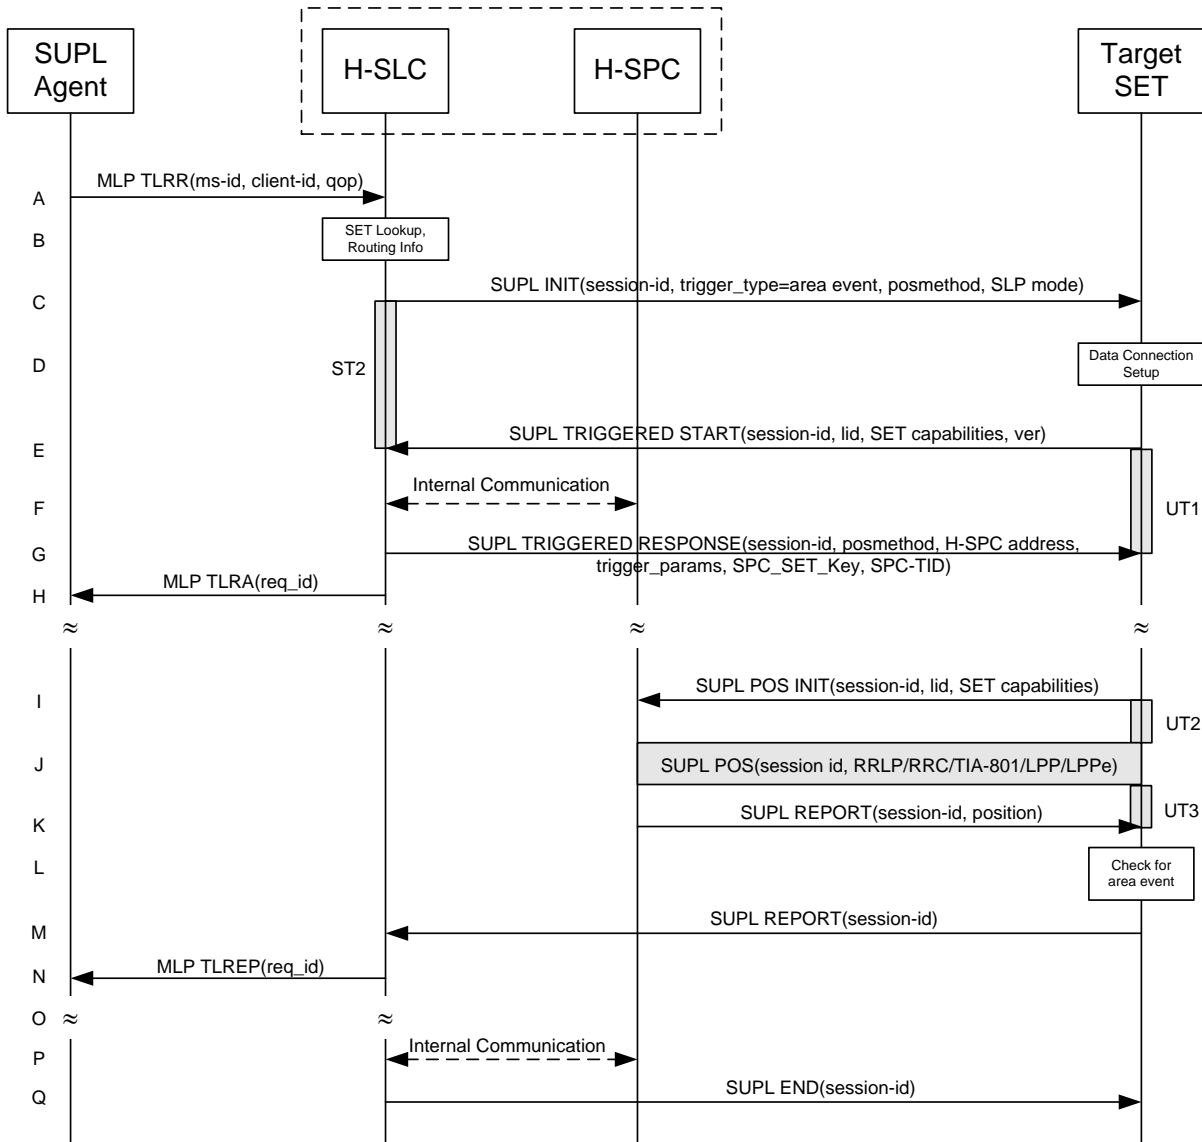 SUPL
Agent
H-SLC
H-SPC
Target
SET
A
MLP TLRR(ms-id, client-id, qop)
B
SET Lookup,
Routing Info
C
SUPL INIT(session-id, trigger_type=area event, posmethod, SLP mode)
D
ST2
Data Connection
Setup
E
SUPL TRIGGERED START(session-id, lid, SET capabilities, ver)
F
Internal Communication
UT1
G
SUPL TRIGGERED RESPONSE(session-id, posmethod, H-SPC address,
trigger_params, SPC_SET_Key, SPC-TID)
H
MLP TLRA(req_id)
≈ ≈ ≈ ≈
I
SUPL POS INIT(session-id, lid, SET capabilities)
UT2
J
SUPL POS(session id, RRLP/RRC/TIA-801/LPP/LPPe)
K
SUPL REPORT(session-id, position)
UT3
L
Check for
area event
M
SUPL REPORT(session-id)
N
MLP TLREP(req_id)
O
≈ ≈
P
Internal Communication
Q
SUPL END(session-id)